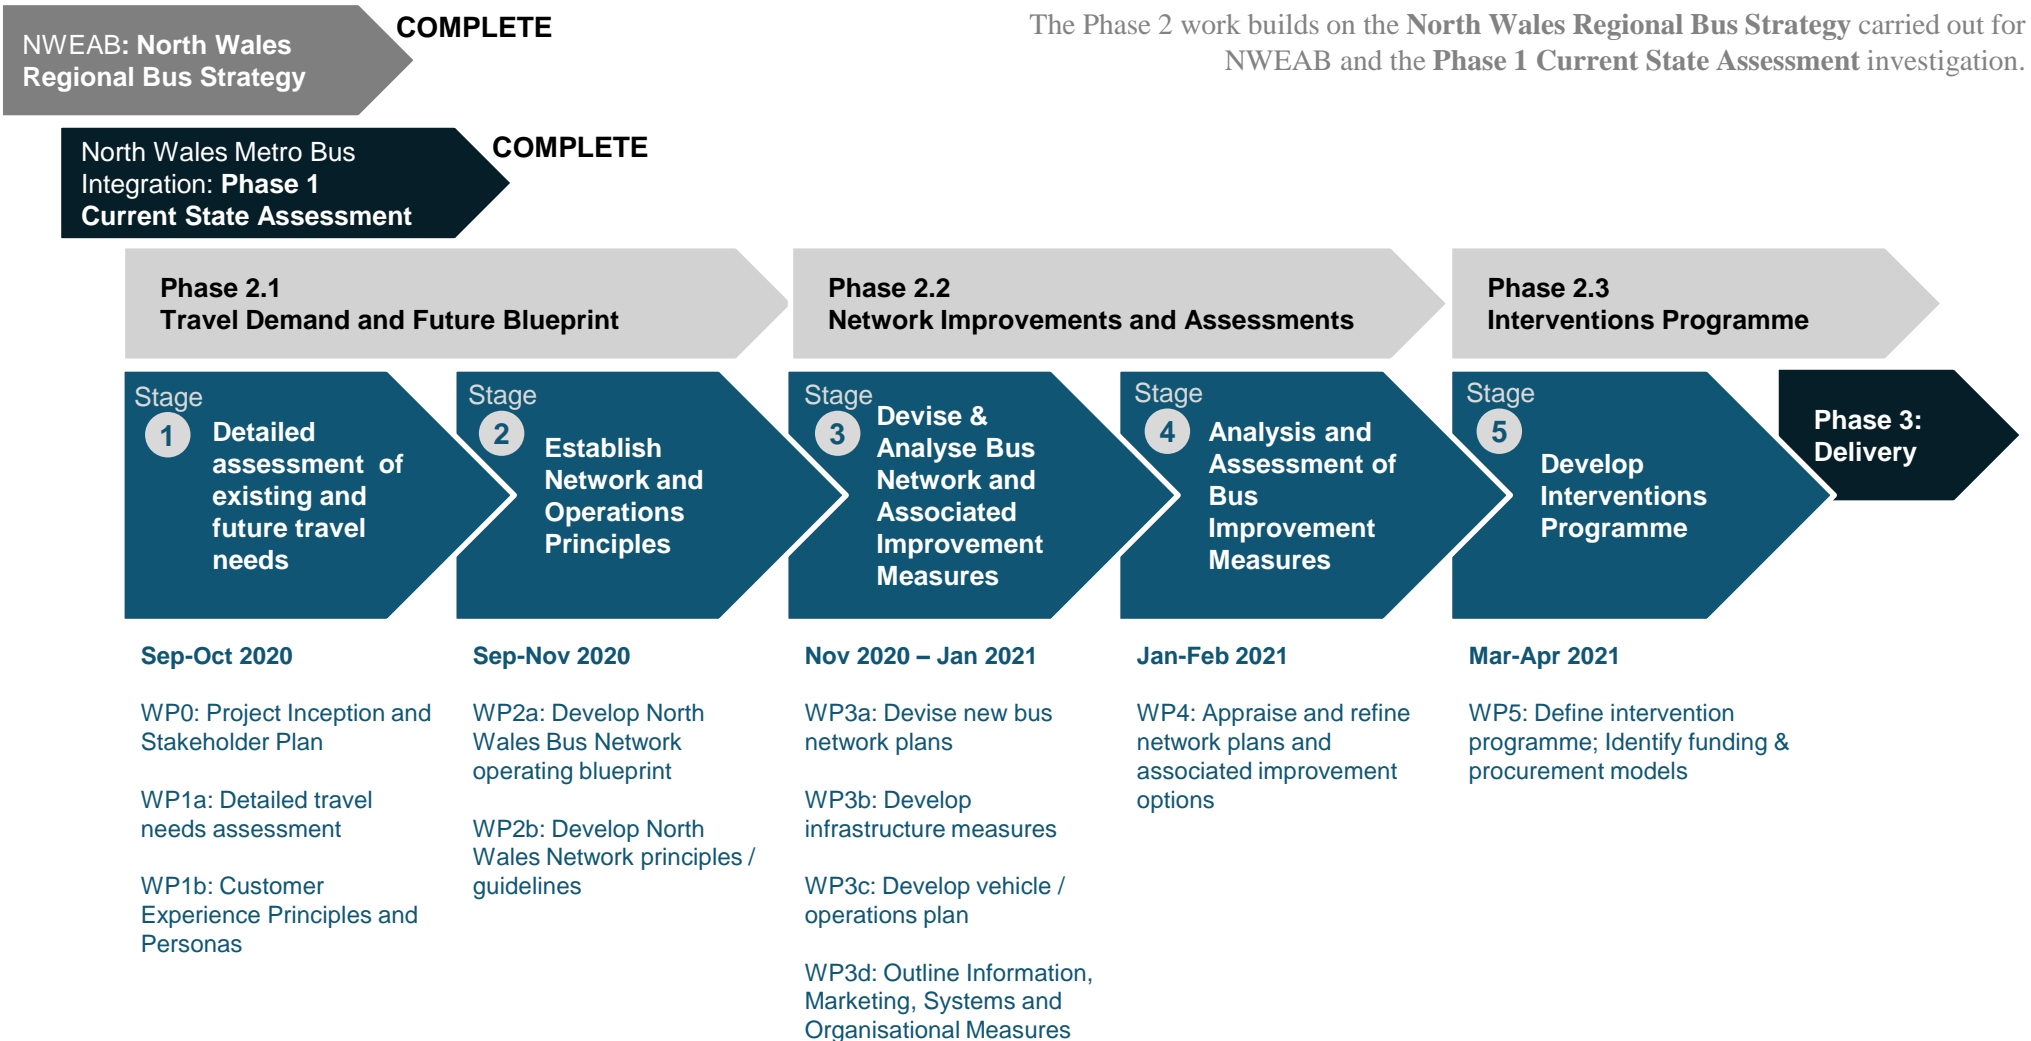 NWEAB: North Wales
Regional Bus Strategy
COMPLETE
The Phase 2 work builds on the North Wales Regional Bus Strategy carried out for
NWEAB and the Phase 1 Current State Assessment investigation.
North Wales Metro Bus
Integration: Phase 1
Current State Assessment
COMPLETE
Phase 2.1
Travel Demand and Future Blueprint
Phase 2.2
Network Improvements and Assessments
Phase 2.3
Interventions Programme
Stage
1
Detailed
assessment of
existing and
future travel
needs
Stage
2
Establish
Network and
Operations
Principles
Stage
3
Devise &
Analyse Bus
Network and
Associated
Improvement
Measures
Stage
4
Analysis and
Assessment of
Bus
Improvement
Measures
Stage
5
Develop
Interventions
Programme
Phase 3:
Delivery
Sep-Oct 2020
WP0: Project Inception and
Stakeholder Plan
WP1a: Detailed travel
needs assessment
WP1b: Customer
Experience Principles and
Personas
Sep-Nov 2020
WP2a: Develop North
Wales Bus Network
operating blueprint
WP2b: Develop North
Wales Network principles /
guidelines
Nov 2020 – Jan 2021
WP3a: Devise new bus
network plans
WP3b: Develop
infrastructure measures
WP3c: Develop vehicle /
operations plan
WP3d: Outline Information,
Marketing, Systems and
Organisational Measures
Jan-Feb 2021
WP4: Appraise and refine
network plans and
associated improvement
options
Mar-Apr 2021
WP5: Define intervention
programme; Identify funding &
procurement models